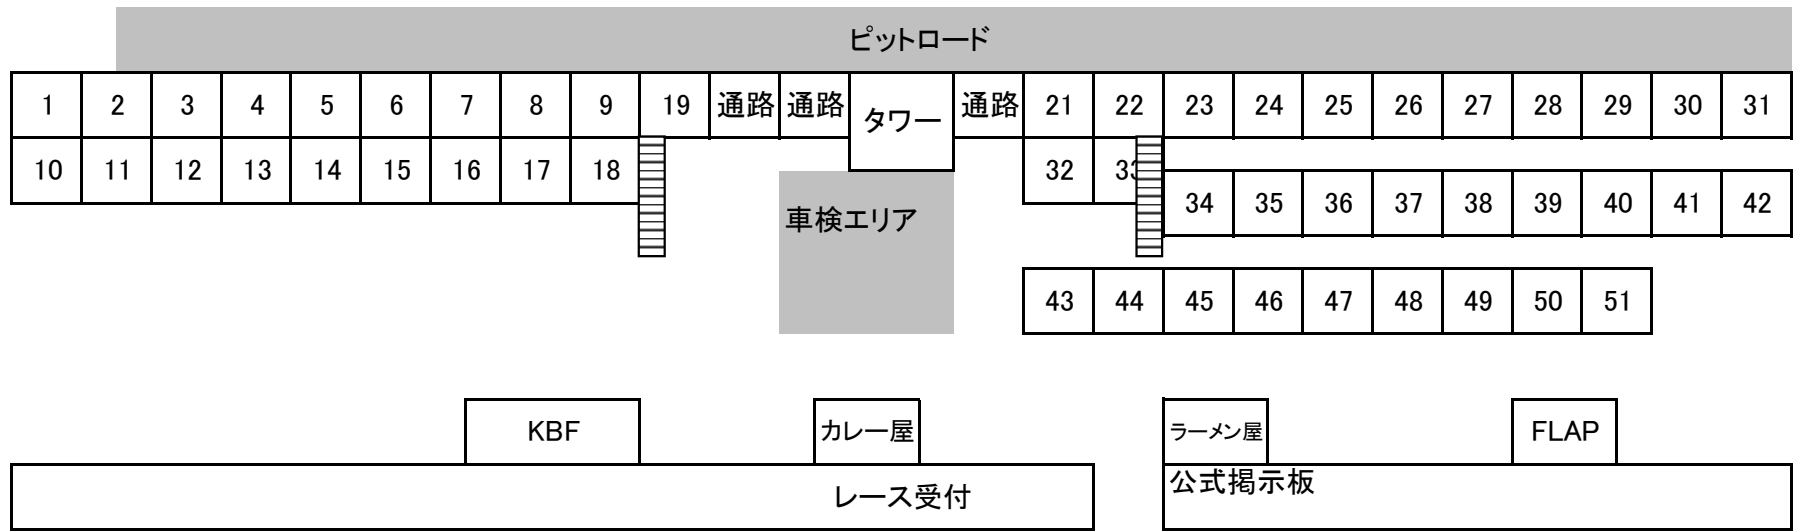 ピットロード
1 2 3 4 5 6 7 8 9 19 通路 通路 タワー 通路 21 22 23 24 25 26 27 28 29 30 31
10 11 12 13 14 15 16 17 18 32 33
車検エリア 34 35 36 37 38 39 40 41 42
43 44 45 46 47 48 49 50 51
KBF カレー屋 ラーメン屋 FLAP
レース受付 公式掲示板